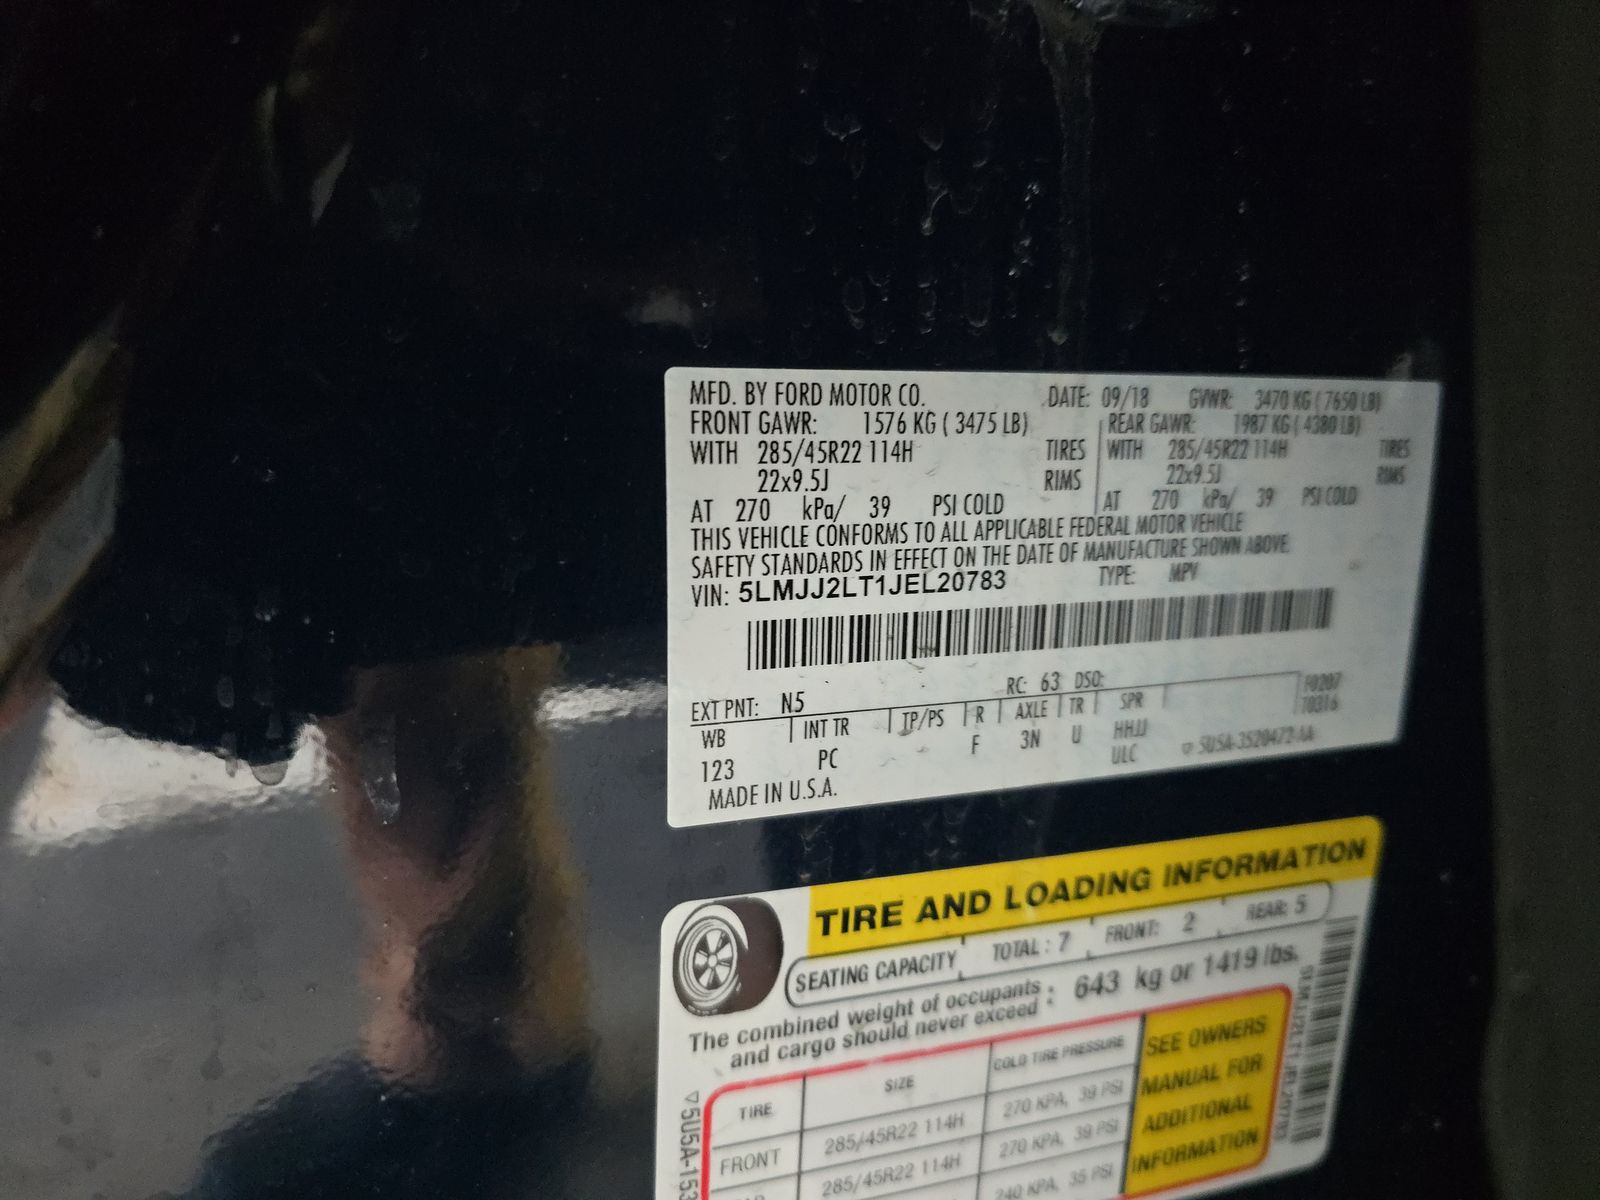 MFD. BY FORD MOTOR CO. DATE: 09/18 GVWR: 3470 KG ( 7650 LB)
FRONT GAWR: 1576 KG ( 3475 LB) REAR GAWR: 1987 KG ( 4380 LB)
WITH 285/45R22 114H TIRES WITH 285/45R22 114H TIRES
22x9.5J RIMS 22x9.5J RIMS
AT 270 kPa/ 39 PSI COLD AT 270 kPa/ 39 PSI COLD
THIS VEHICLE CONFORMS TO ALL APPLICABLE FEDERAL MOTOR VEHICLE
SAFETY STANDARDS IN EFFECT ON THE DATE OF MANUFACTURE SHOWN ABOVE.
VIN: 5LMJJ2LT1JEL20783 TYPE: MPV
EXT PNT: N5 RC: 63 DSO: F0207
WB INT TR TP/PS R AXLE TR SPR T0316
123 PC F 3N U HHJJ
ULC 5U5A-3520472-AA
MADE IN U.S.A.
TIRE AND LOADING INFORMATION
SEATING CAPACITY TOTAL : 7 FRONT: 2 REAR: 5
The combined weight of occupants and cargo should never exceed : 643 kg or 1419 lbs.
TIRE SIZE COLD TIRE PRESSURE
FRONT 285/45R22 114H 270 KPA, 39 PSI
285/45R22 114H 270 KPA, 39 PSI
240 KPA, 35 PSI
SEE OWNERS
MANUAL FOR
ADDITIONAL
INFORMATION
5LMJJ2LT1JEL20783
5U5A-153